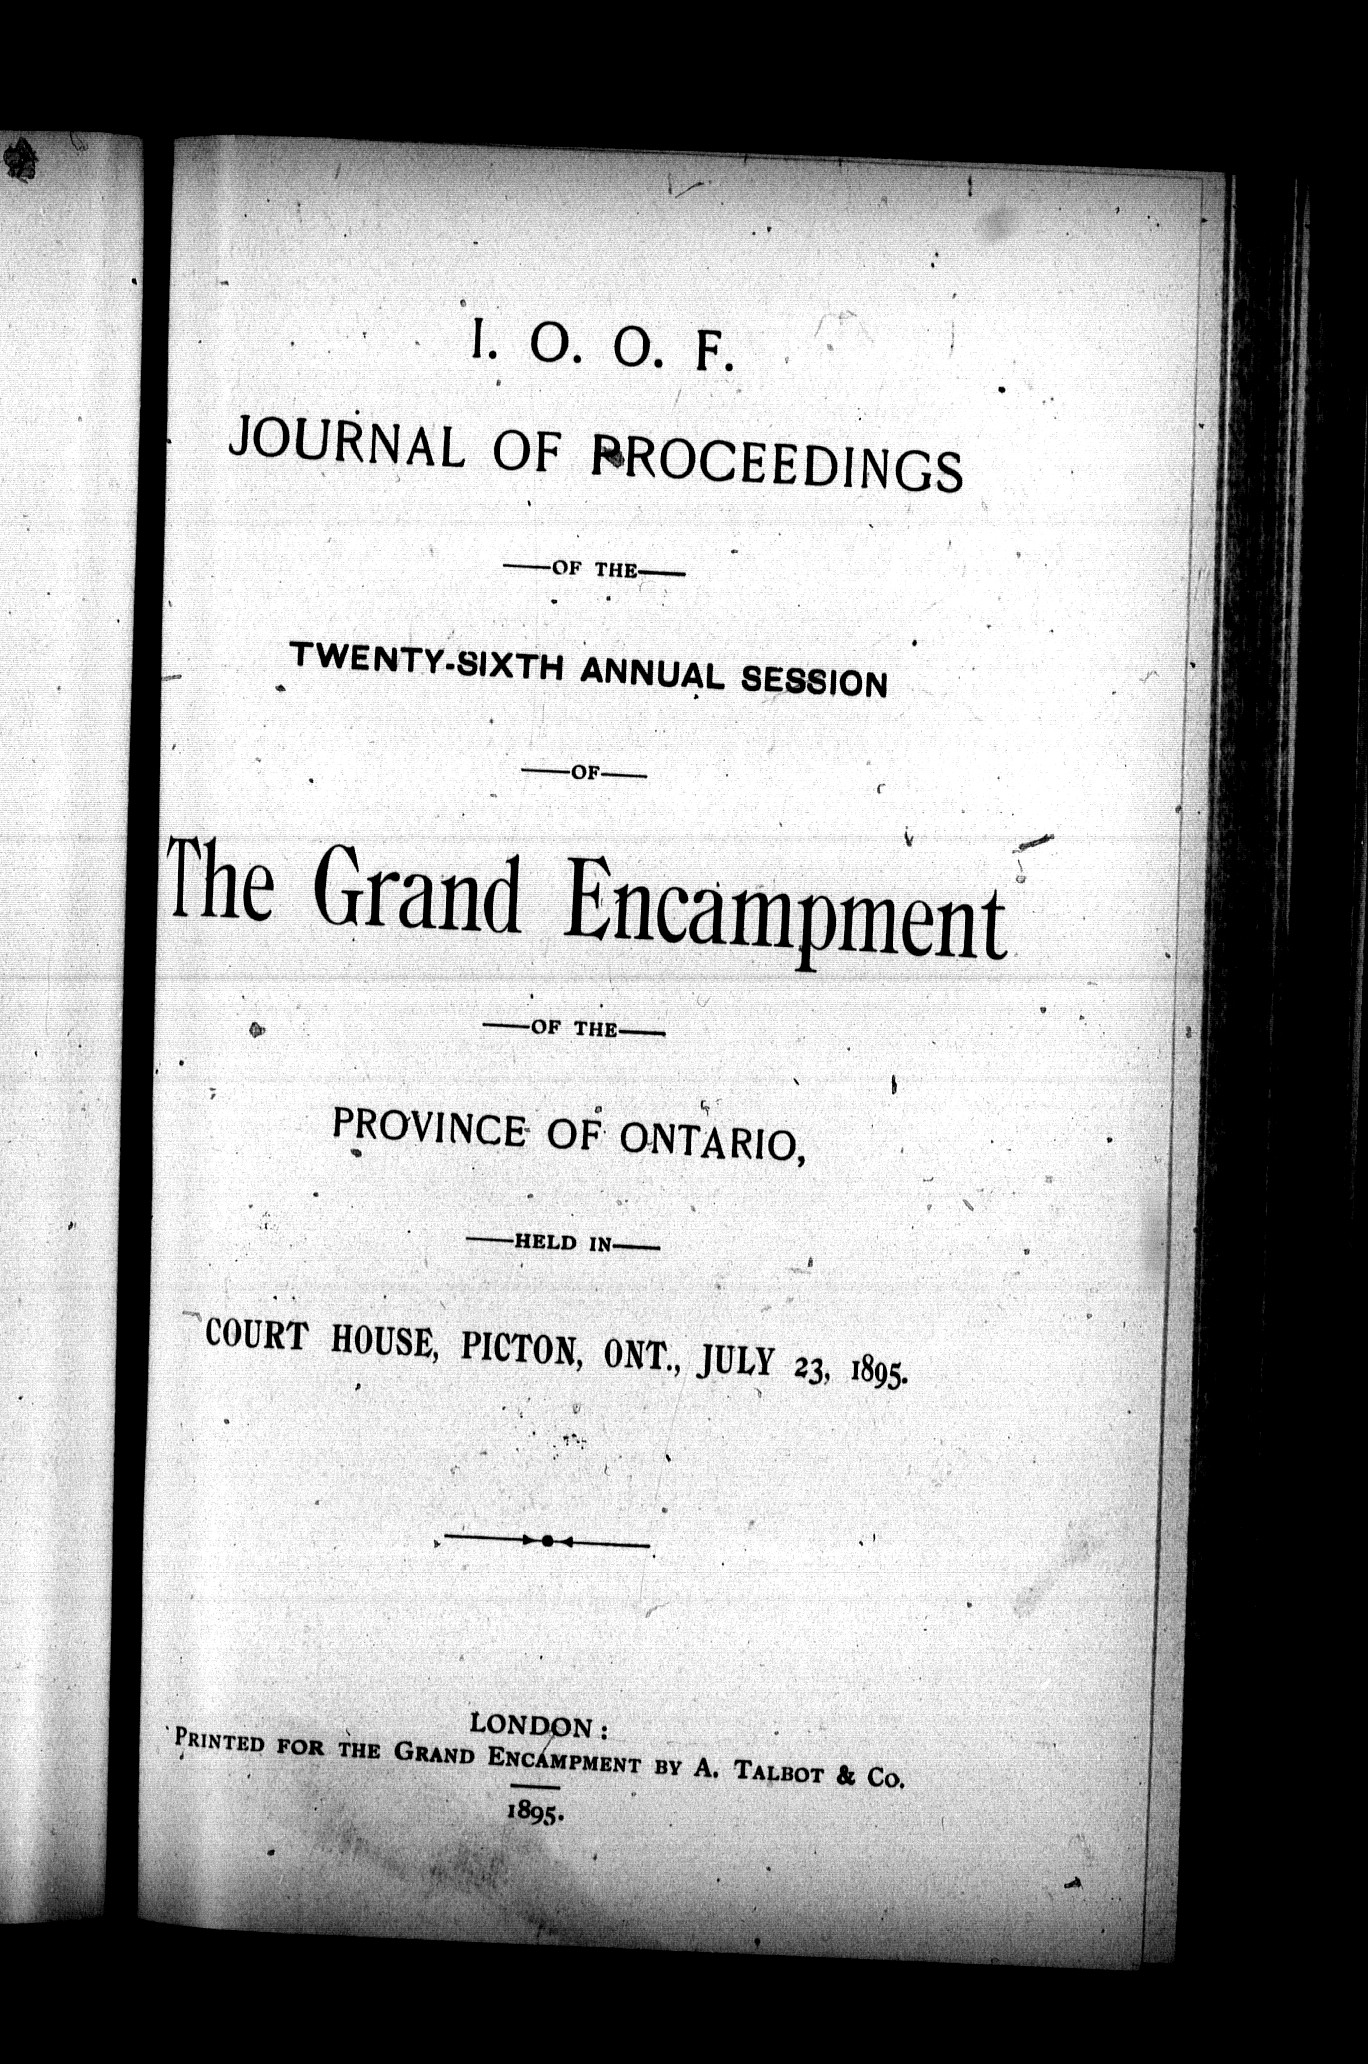 I. O. O. F.
JOURNAL OF PROCEEDINGS
——OF THE——
TWENTY-SIXTH ANNUAL SESSION
——OF——
The Grand Encampment
——OF THE——
PROVINCE OF ONTARIO,
——HELD IN——
COURT HOUSE, PICTON, ONT., JULY 23, 1895.
LONDON:
PRINTED FOR THE GRAND ENCAMPMENT BY A. TALBOT & CO.
1895.